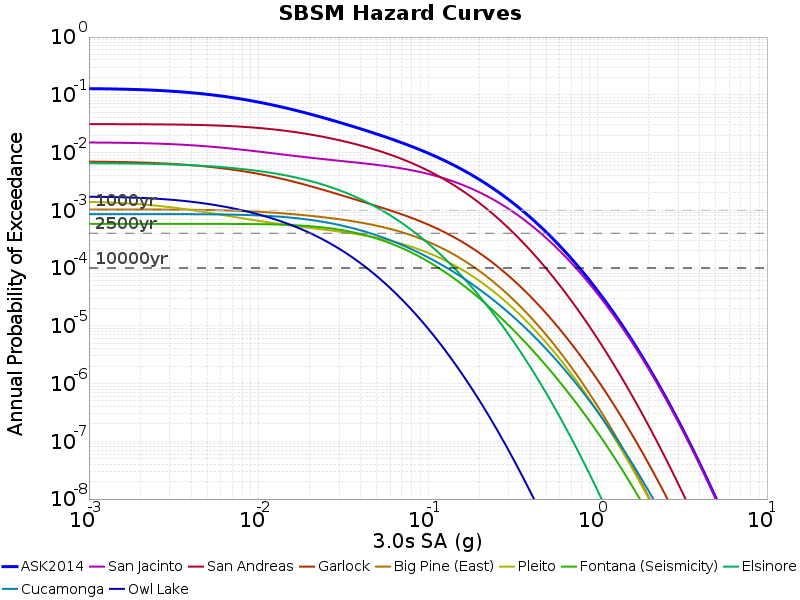 SBSM Hazard Curves
Annual Probability of Exceedance
10^0
10^-1
10^-2
10^-3
10^-4
10^-5
10^-6
10^-7
10^-8
1000yr
2500yr
10000yr
10^-3 10^-2 10^-1 10^0 10^1
3.0s SA (g)
ASK2014 San Jacinto San Andreas Garlock Big Pine (East) Pleito Fontana (Seismicity) Elsinore
Cucamonga Owl Lake